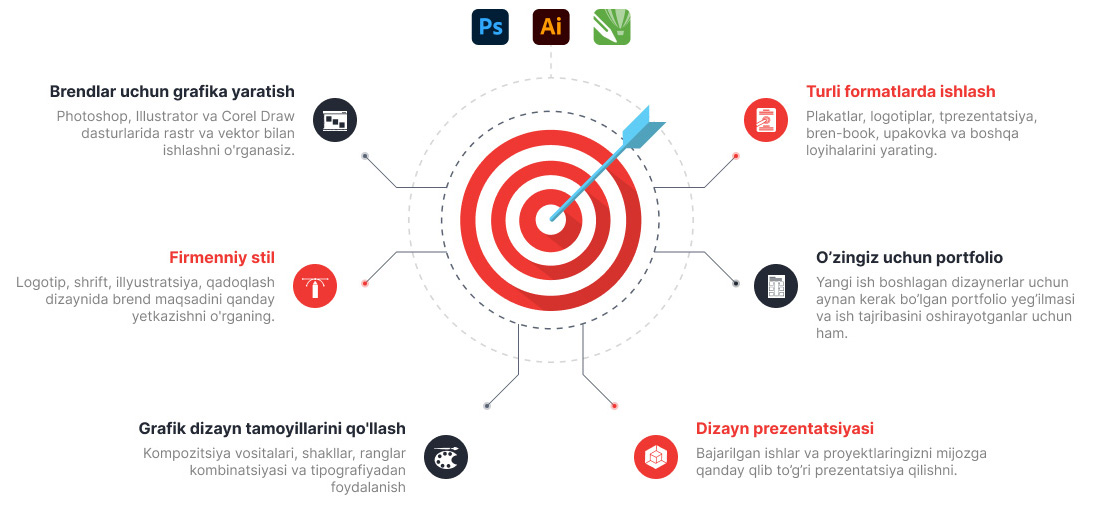 Ps
Ai
Brendlar uchun grafika yaratish
Photoshop, Illustrator va Corel Draw
dasturlarida rastr va vektor bilan
ishlashni o'rganasiz.
Turli formatlarda ishlash
Plakatlar, logotiplar, tprezentatsiya,
bren-book, upakovka va boshqa
loyihalarini yarating.
Firmenniy stil
Logotip, shrift, illyustratsiya, qadoqlash
dizaynida brend maqsadini qanday
yetkazishni o'rganing.
O‘zingiz uchun portfolio
Yangi ish boshlagan dizaynerlar uchun
aynan kerak bo‘lgan portfolio yeg‘ilmasi
va ish tajribasini oshirayotganlar uchun
ham.
Grafik dizayn tamoyillarini qo'llash
Kompozitsiya vositalari, shakllar, ranglar
kombinatsiyasi va tipografiyadan
foydalanish
Dizayn prezentatsiyasi
Bajarilgan ishlar va proyektlaringizni mijozga
qanday qlib to‘g‘ri prezentatsiya qilishni.